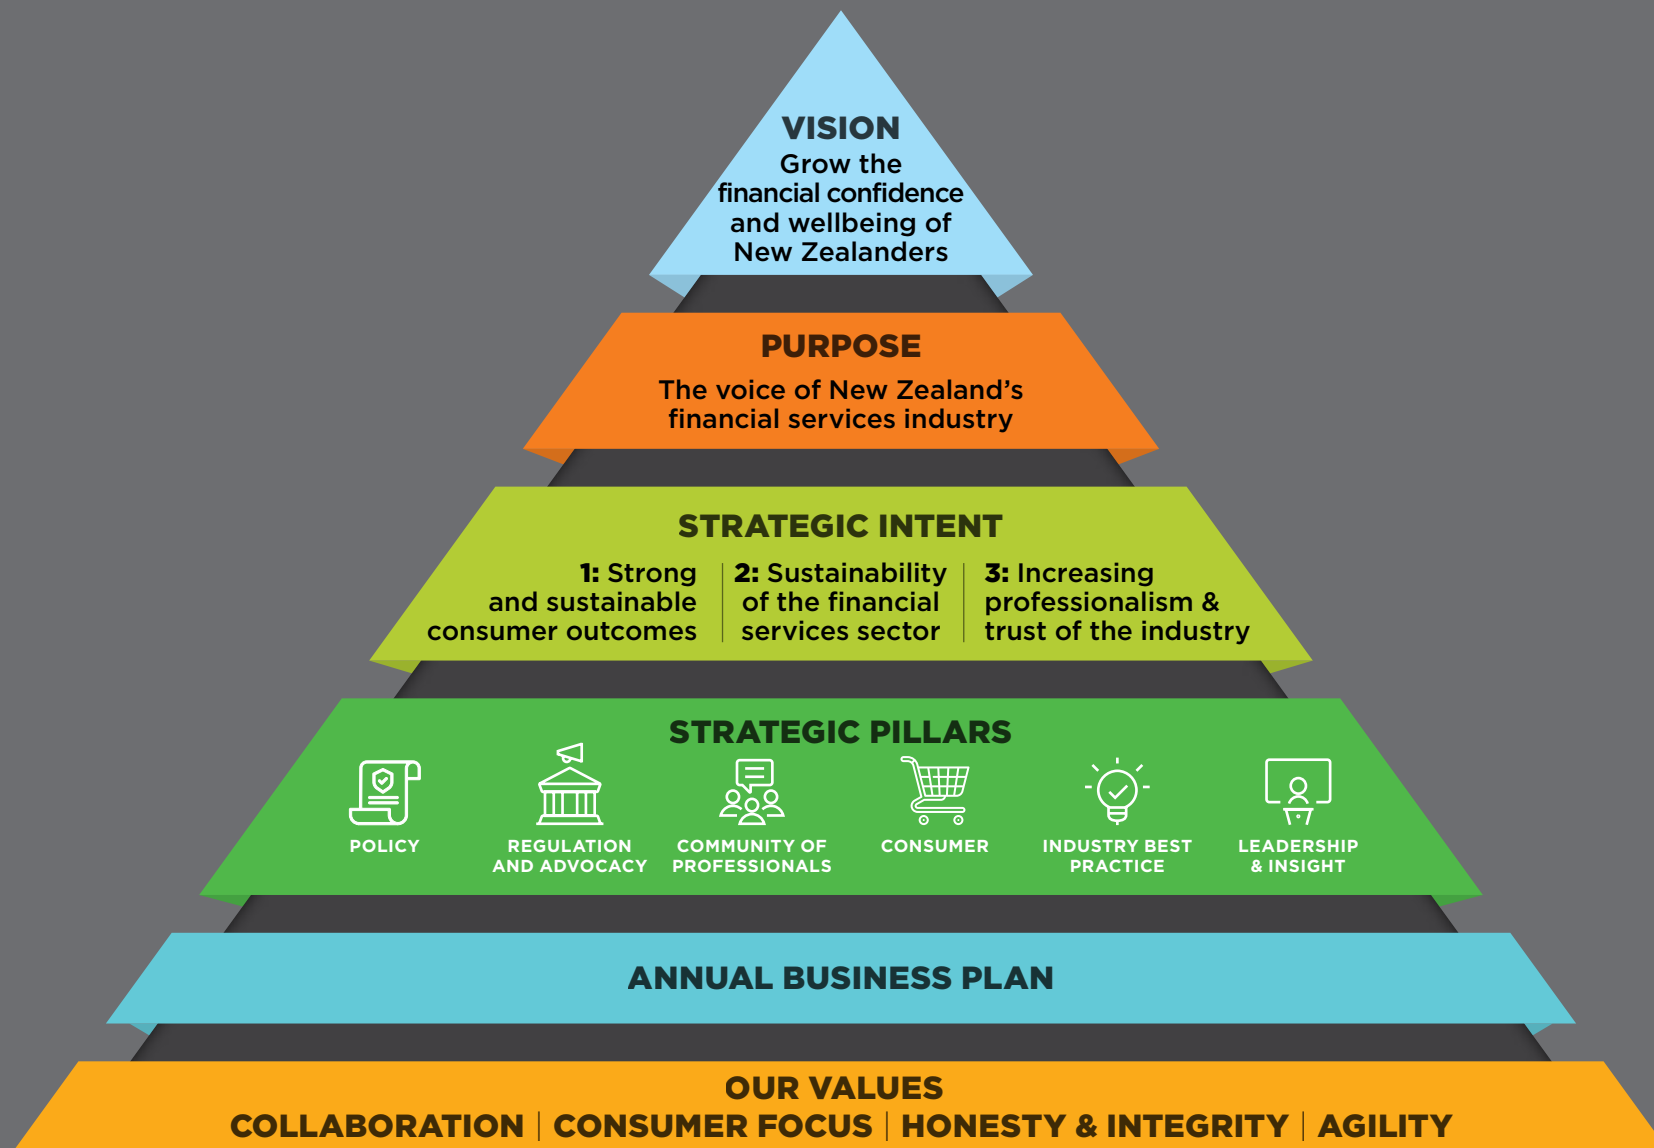 VISION
Grow the
financial confidence
and wellbeing of
New Zealanders
PURPOSE
The voice of New Zealand’s
financial services industry
STRATEGIC INTENT
1: Strong
and sustainable
consumer outcomes
2: Sustainability
of the financial
services sector
3: Increasing
professionalism &
trust of the industry
STRATEGIC PILLARS
POLICY
REGULATION
AND ADVOCACY
COMMUNITY OF
PROFESSIONALS
CONSUMER
INDUSTRY BEST
PRACTICE
LEADERSHIP
& INSIGHT
ANNUAL BUSINESS PLAN
OUR VALUES
COLLABORATION | CONSUMER FOCUS | HONESTY & INTEGRITY | AGILITY